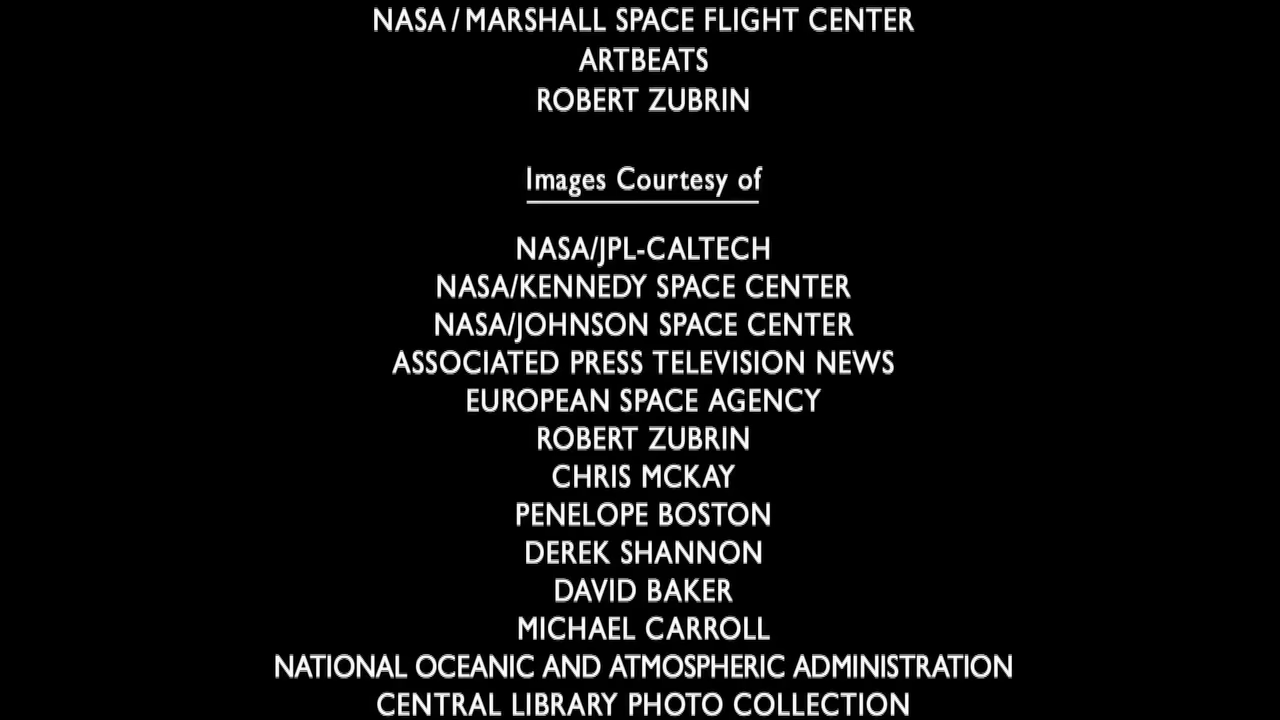 NASA / MARSHALL SPACE FLIGHT CENTER
ARTBEATS
ROBERT ZUBRIN
Images Courtesy of
NASA/JPL-CALTECH
NASA/KENNEDY SPACE CENTER
NASA/JOHNSON SPACE CENTER
ASSOCIATED PRESS TELEVISION NEWS
EUROPEAN SPACE AGENCY
ROBERT ZUBRIN
CHRIS MCKAY
PENELOPE BOSTON
DEREK SHANNON
DAVID BAKER
MICHAEL CARROLL
NATIONAL OCEANIC AND ATMOSPHERIC ADMINISTRATION
CENTRAL LIBRARY PHOTO COLLECTION